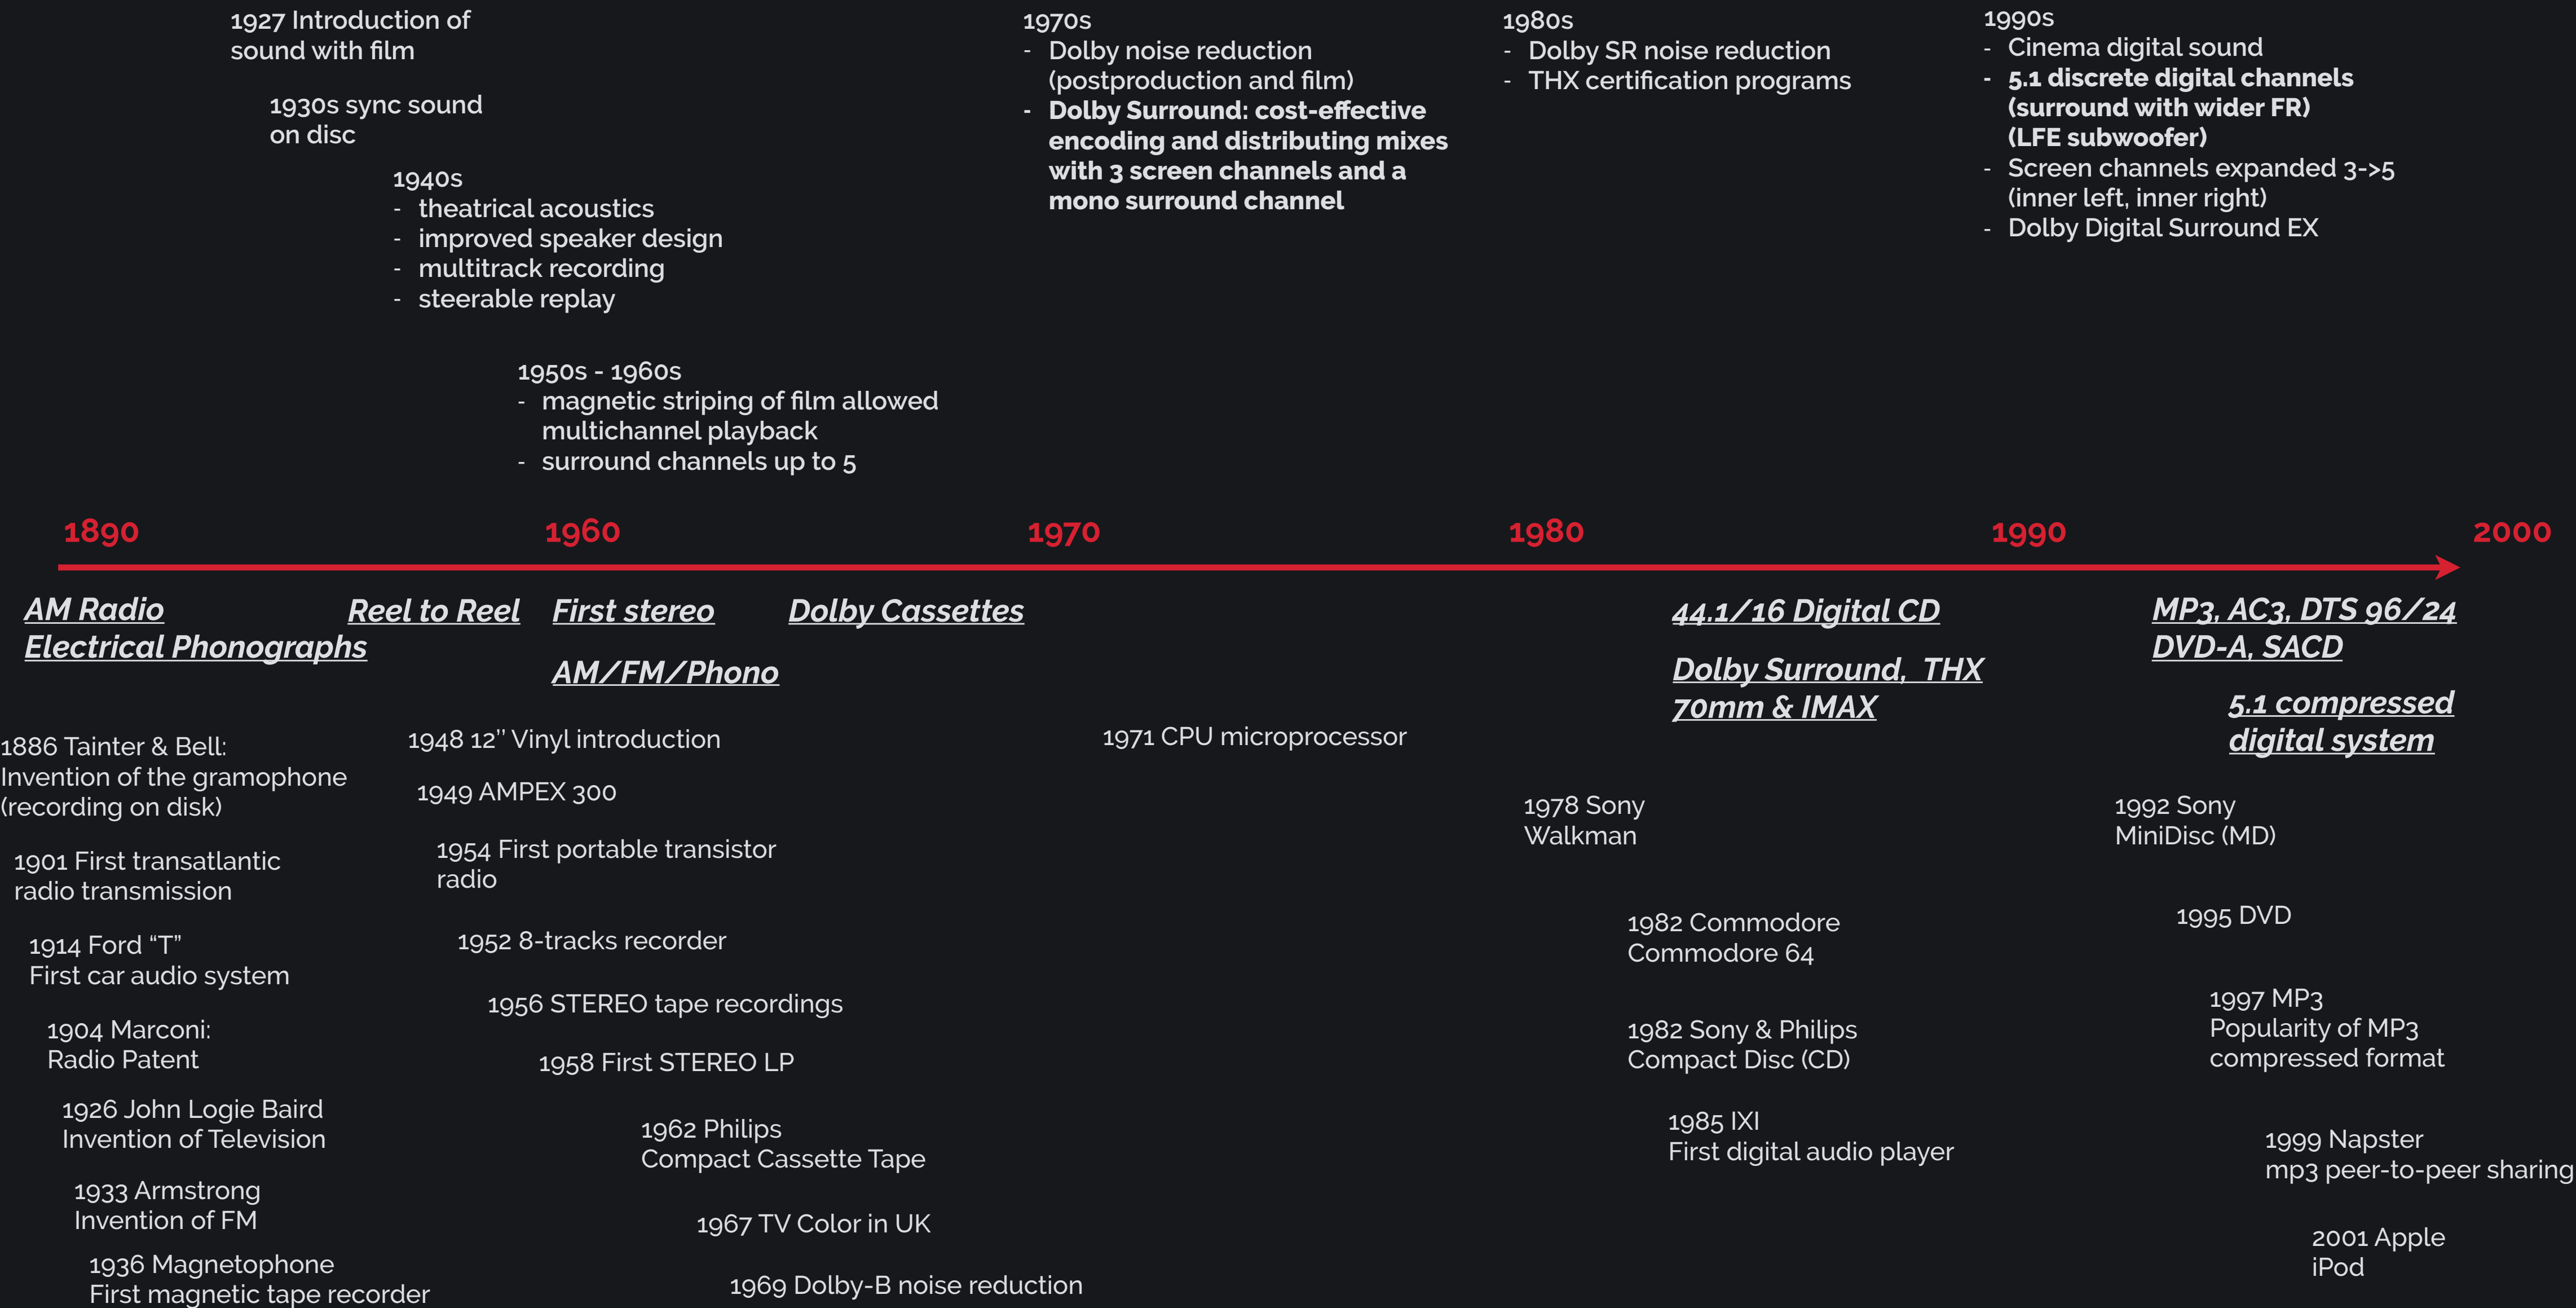 1927 Introduction of
sound with film
1930s sync sound
on disc
1940s
- theatrical acoustics
- improved speaker design
- multitrack recording
- steerable replay
1950s - 1960s
- magnetic striping of film allowed
multichannel playback
- surround channels up to 5
1970s
- Dolby noise reduction
(postproduction and film)
- Dolby Surround: cost-effective
encoding and distributing mixes
with 3 screen channels and a
mono surround channel
1980s
- Dolby SR noise reduction
- THX certification programs
1990s
- Cinema digital sound
- 5.1 discrete digital channels
(surround with wider FR)
(LFE subwoofer)
- Screen channels expanded 3->5
(inner left, inner right)
- Dolby Digital Surround EX
1890
1960
1970
1980
1990
2000
AM Radio
Electrical Phonographs
Reel to Reel
First stereo
AM/FM/Phono
Dolby Cassettes
44.1/16 Digital CD
Dolby Surround, THX
70mm & IMAX
MP3, AC3, DTS 96/24
DVD-A, SACD
5.1 compressed
digital system
1886 Tainter & Bell:
Invention of the gramophone
(recording on disk)
1901 First transatlantic
radio transmission
1914 Ford “T”
First car audio system
1904 Marconi:
Radio Patent
1926 John Logie Baird
Invention of Television
1933 Armstrong
Invention of FM
1936 Magnetophone
First magnetic tape recorder
1948 12’’ Vinyl introduction
1949 AMPEX 300
1954 First portable transistor
radio
1952 8-tracks recorder
1956 STEREO tape recordings
1958 First STEREO LP
1962 Philips
Compact Cassette Tape
1967 TV Color in UK
1969 Dolby-B noise reduction
1971 CPU microprocessor
1978 Sony
Walkman
1982 Commodore
Commodore 64
1982 Sony & Philips
Compact Disc (CD)
1985 IXI
First digital audio player
1992 Sony
MiniDisc (MD)
1995 DVD
1997 MP3
Popularity of MP3
compressed format
1999 Napster
mp3 peer-to-peer sharing
2001 Apple
iPod